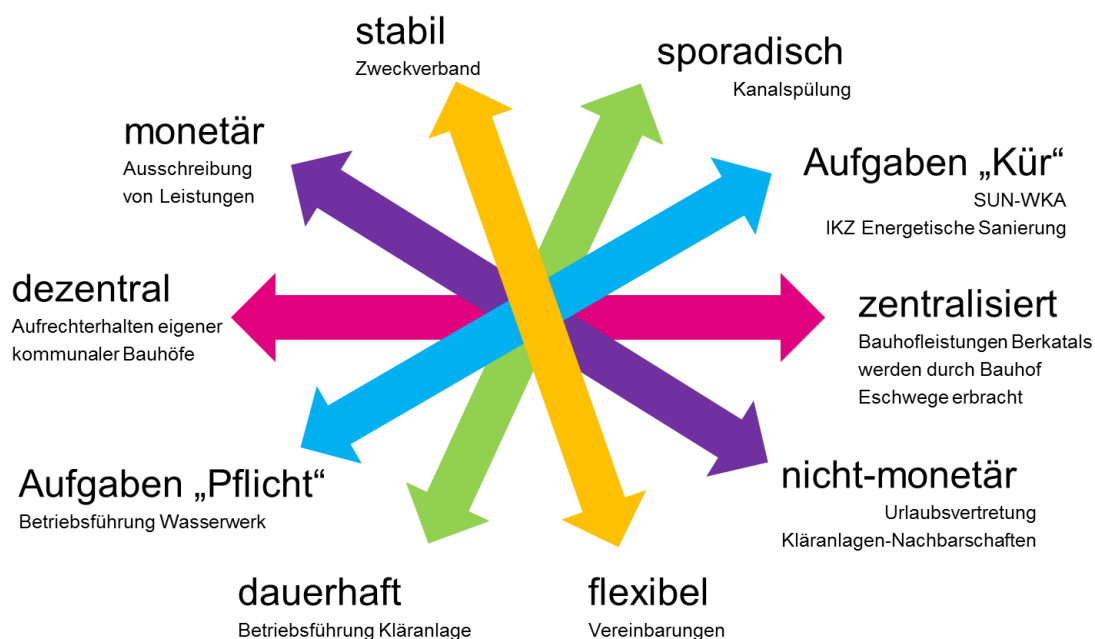 stabil
Zweckverband
sporadisch
Kanalspülung
monetär
Ausschreibung
von Leistungen
Aufgaben „Kür“
SUN-WKA
IKZ Energetische Sanierung
dezentral
Aufrechterhalten eigener
kommunaler Bauhöfe
zentralisiert
Bauhofleistungen Berkatals
werden durch Bauhof
Eschwege erbracht
Aufgaben „Pflicht“
Betriebsführung Wasserwerk
nicht-monetär
Urlaubsvertretung
Kläranlagen-Nachbarschaften
dauerhaft
Betriebsführung Kläranlage
flexibel
Vereinbarungen